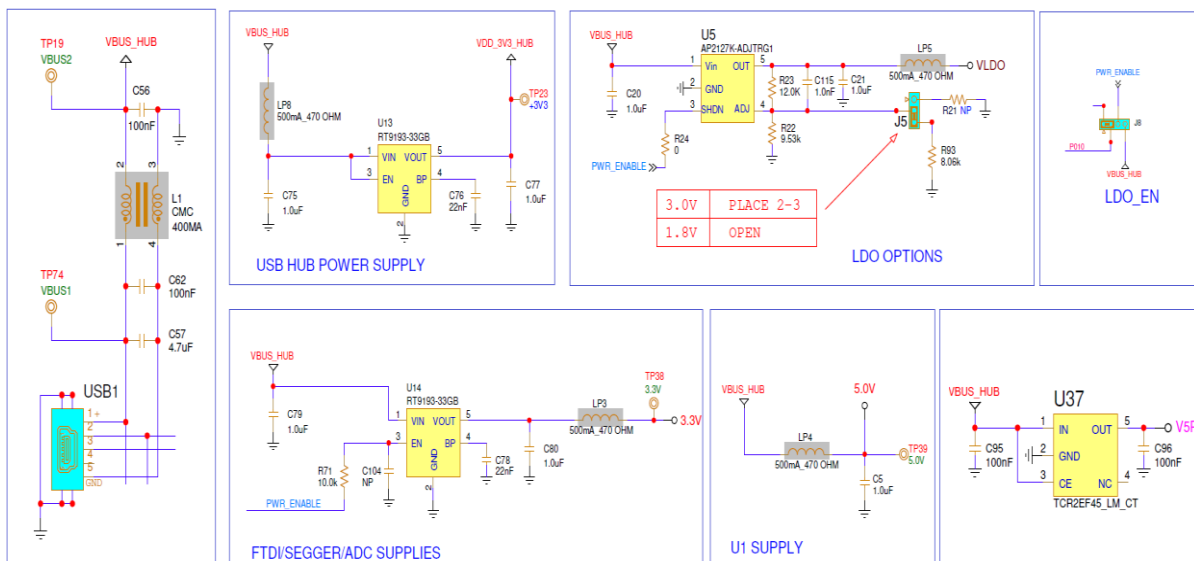 TP19
VBUS2
VBUS_HUB
C56
100nF
2
3
L1
CMC
400MA
1
4
TP74
VBUS1
C62
100nF
C57
4.7uF
USB1
1 +
2
3
4
5
GND
VBUS_HUB
VDD_3V3_HUB
LP8
500mA_470 OHM
TP23
+3V3
U13
RT9193-33GB
1
VIN
VOUT
5
3
EN
BP
4
GND
2
C75
1.0uF
C76
22nF
C77
1.0uF
USB HUB POWER SUPPLY
VBUS_HUB
U5
AP2127K-ADJTRG1
1
Vin
OUT
5
2
GND
3
SHDN
ADJ
4
C20
1.0uF
R24
0
PWR_ENABLE
R23
12.0K
C115
1.0nF
C21
1.0uF
LP5
500mA_470 OHM
VLDO
R22
9.53k
J5
R21 NP
R93
8.06k
3.0V PLACE 2-3
1.8V OPEN
LDO OPTIONS
PWR_ENABLE
J8
P010
VBUS_HUB
LDO_EN
VBUS_HUB
C79
1.0uF
U14
RT9193-33GB
1
VIN
VOUT
5
3
EN
BP
4
GND
2
R71
10.0k
C104
NP
PWR_ENABLE
C78
22nF
C80
1.0uF
LP3
500mA_470 OHM
TP38
3.3V
3.3V
FTDI/SEGGER/ADC SUPPLIES
VBUS_HUB
5.0V
LP4
500mA_470 OHM
TP39
5.0V
C5
1.0uF
U1 SUPPLY
VBUS_HUB
U37
1
IN
OUT
5
2
GND
3
CE
NC
4
C95
100nF
C96
100nF
TCR2EF45_LM_CT